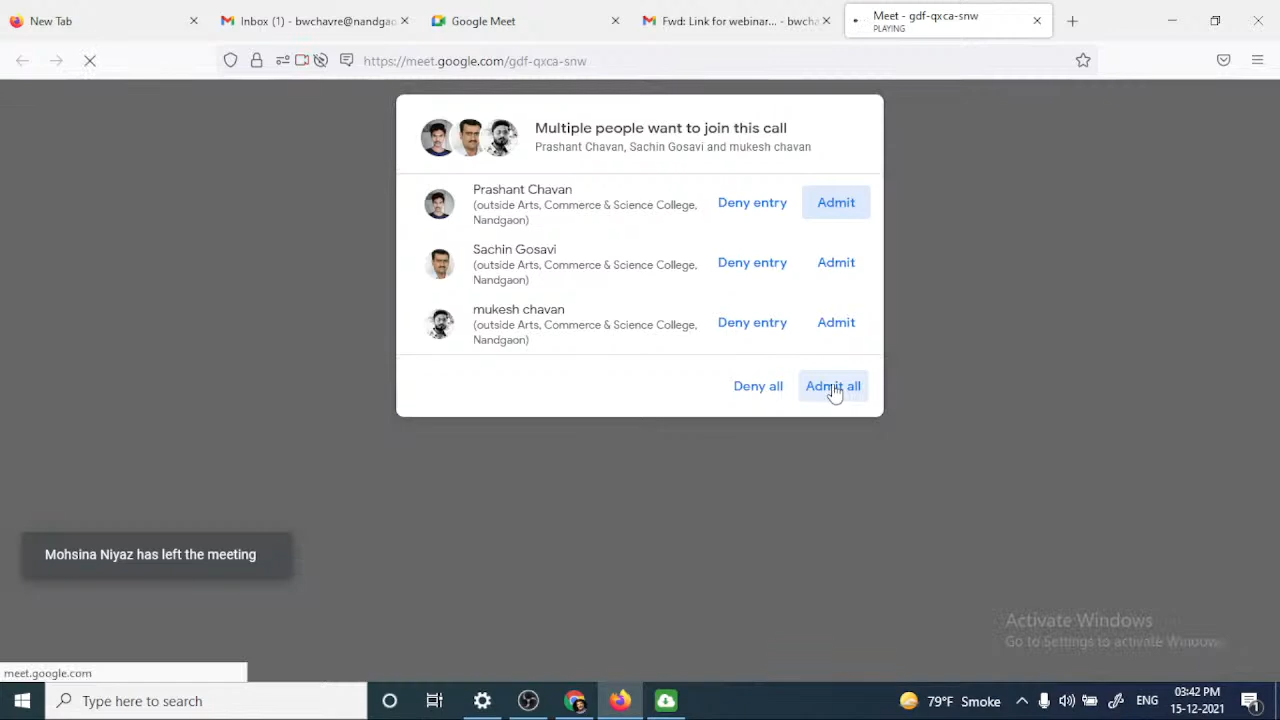 New Tab
Inbox (1) - bwchavre@nandgao
Google Meet
Fwd: Link for webinar... - bwcha
Meet - gdf-qxca-snw
PLAYING
https://meet.google.com/gdf-qxca-snw
Multiple people want to join this call
Prashant Chavan, Sachin Gosavi and mukesh chavan
Prashant Chavan
(outside Arts, Commerce & Science College,
Nandgaon)
Deny entry
Admit
Sachin Gosavi
(outside Arts, Commerce & Science College,
Nandgaon)
Deny entry
Admit
mukesh chavan
(outside Arts, Commerce & Science College,
Nandgaon)
Deny entry
Admit
Deny all
Admit all
Mohsina Niyaz has left the meeting
Activate Windows
Go to Settings to activate Window
meet.google.com
Type here to search
79°F Smoke
ENG
03:42 PM
15-12-2021
1